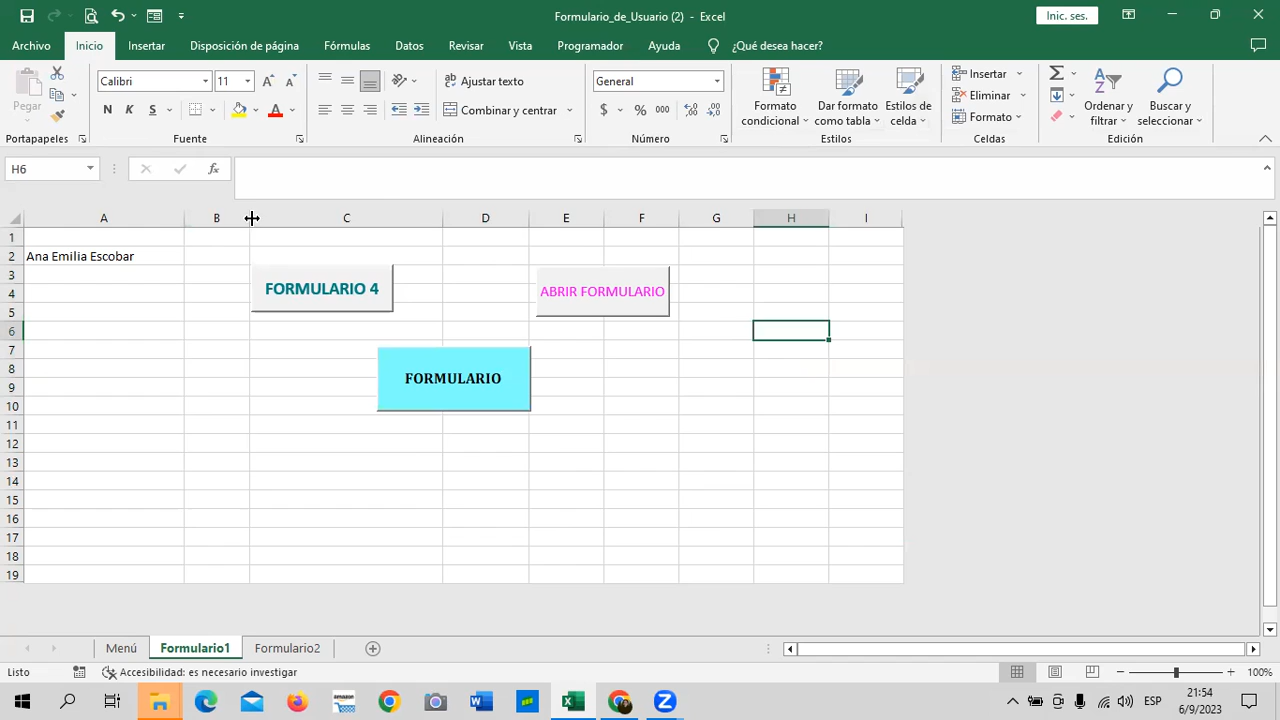 Formulario_de_Usuario (2) - Excel
Inic. ses.
Archivo Inicio Insertar Disposición de página Fórmulas Datos Revisar Vista Programador Ayuda ¿Qué desea hacer?
Pegar
Calibri 11
N K S
Ajustar texto
Combinar y centrar
General
$ % 000
Formato condicional
Dar formato como tabla
Estilos de celda
Insertar
Eliminar
Formato
Ordenar y filtrar
Buscar y seleccionar
Portapapeles Fuente Alineación Número Estilos Celdas Edición
H6 fx
A B C D E F G H I
1
2 Ana Emilia Escobar
3
4
5
6
7
8
9
10
11
12
13
14
15
16
17
18
19
FORMULARIO 4
ABRIR FORMULARIO
FORMULARIO
Menú Formulario1 Formulario2
Listo Accesibilidad: es necesario investigar 100%
ESP 21:54
6/9/2023